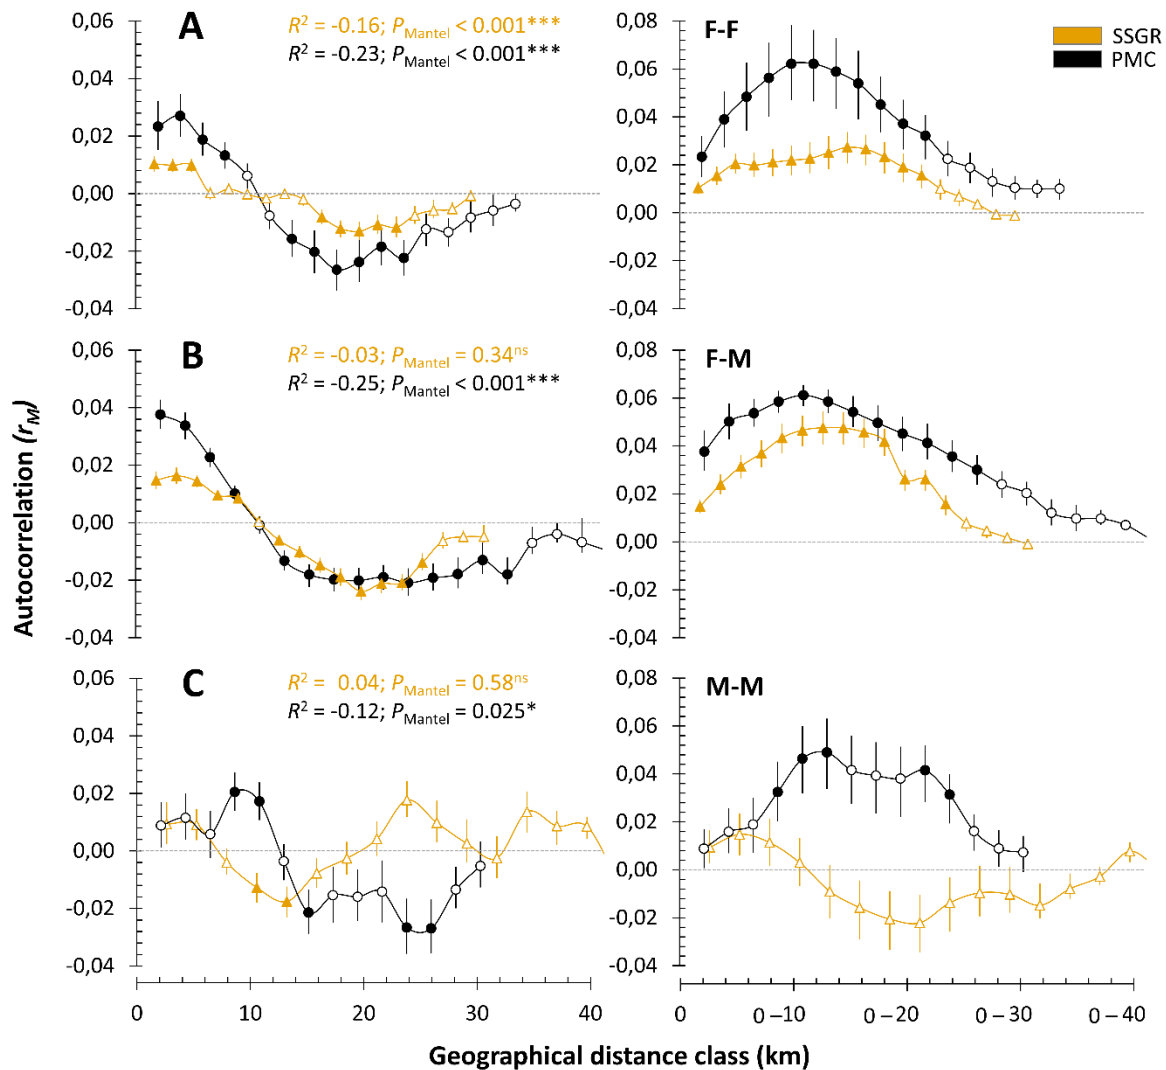 A
R² = -0.16; P Mantel < 0.001***
R² = -0.23; P Mantel < 0.001***
0,06
0,04
0,02
0,00
-0,02
-0,04
F-F
SSGR
PMC
0,08
0,06
0,04
0,02
0,00
-0,02
-0,04
B
R² = -0.03; P Mantel = 0.34ns
R² = -0.25; P Mantel < 0.001***
0,06
0,04
0,02
0,00
-0,02
-0,04
F-M
0,08
0,06
0,04
0,02
0,00
-0,02
-0,04
C
R² = 0.04; P Mantel = 0.58ns
R² = -0.12; P Mantel = 0.025*
0,06
0,04
0,02
0,00
-0,02
-0,04
0
10
20
30
40
M-M
0,08
0,06
0,04
0,02
0,00
-0,02
-0,04
0
0 – 10
0 – 20
0 – 30
0 – 40
Autocorrelation (rM)
Geographical distance class (km)